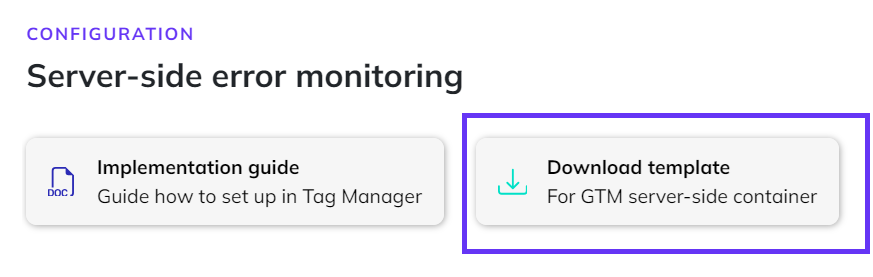 CONFIGURATION
Server-side error monitoring
Implementation guide
Guide how to set up in Tag Manager
Download template
For GTM server-side container
DOC